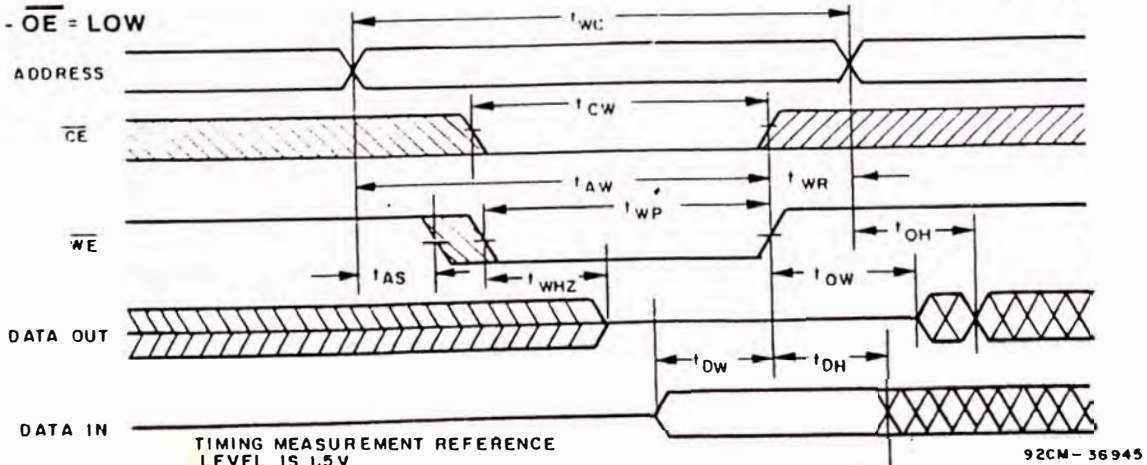 - OE = LOW
tWC
ADDRESS
tCW
CE
tAW
tWR
tWP
WE
tOH
tAS
tWHZ
tOW
DATA OUT
tDW
tDH
DATA IN
TIMING MEASUREMENT REFERENCE
LEVEL IS 1.5 V
92CM-36945